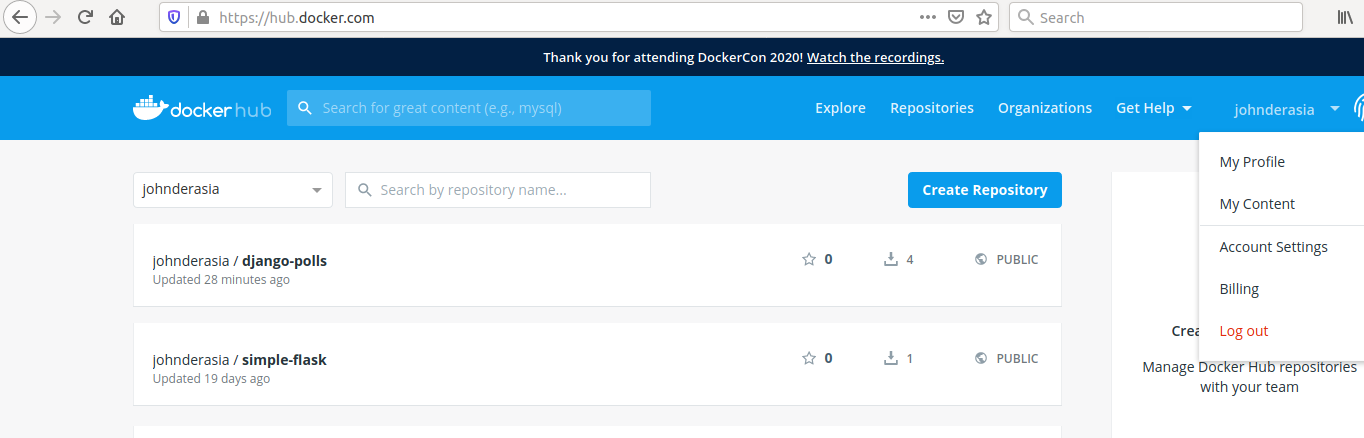 https://hub.docker.com
Search
Thank you for attending DockerCon 2020! Watch the recordings.
docker hub
Search for great content (e.g., mysql)
Explore
Repositories
Organizations
Get Help
johnderasia
My Profile
My Content
Account Settings
Billing
Log out
johnderasia
Search by repository name...
Create Repository
johnderasia / django-polls
Updated 28 minutes ago
0
4
PUBLIC
johnderasia / simple-flask
Updated 19 days ago
0
1
PUBLIC
Manage Docker Hub repositories
with your team